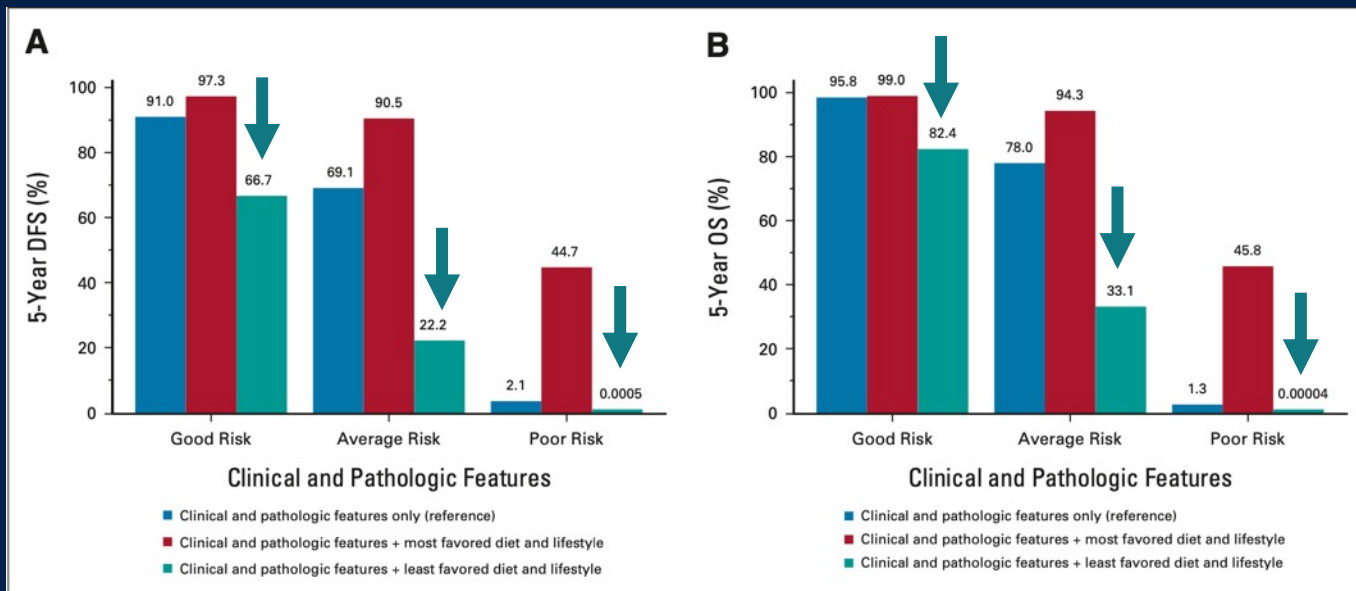 A
5-Year DFS (%)
100
80
60
40
20
0
91.0
97.3
66.7
69.1
90.5
22.2
2.1
44.7
0.0005
Good Risk
Average Risk
Poor Risk
Clinical and Pathologic Features
Clinical and pathologic features only (reference)
Clinical and pathologic features + most favored diet and lifestyle
Clinical and pathologic features + least favored diet and lifestyle
B
5-Year OS (%)
100
80
60
40
20
0
95.8
99.0
82.4
78.0
94.3
33.1
1.3
45.8
0.00004
Good Risk
Average Risk
Poor Risk
Clinical and Pathologic Features
Clinical and pathologic features only (reference)
Clinical and pathologic features + most favored diet and lifestyle
Clinical and pathologic features + least favored diet and lifestyle